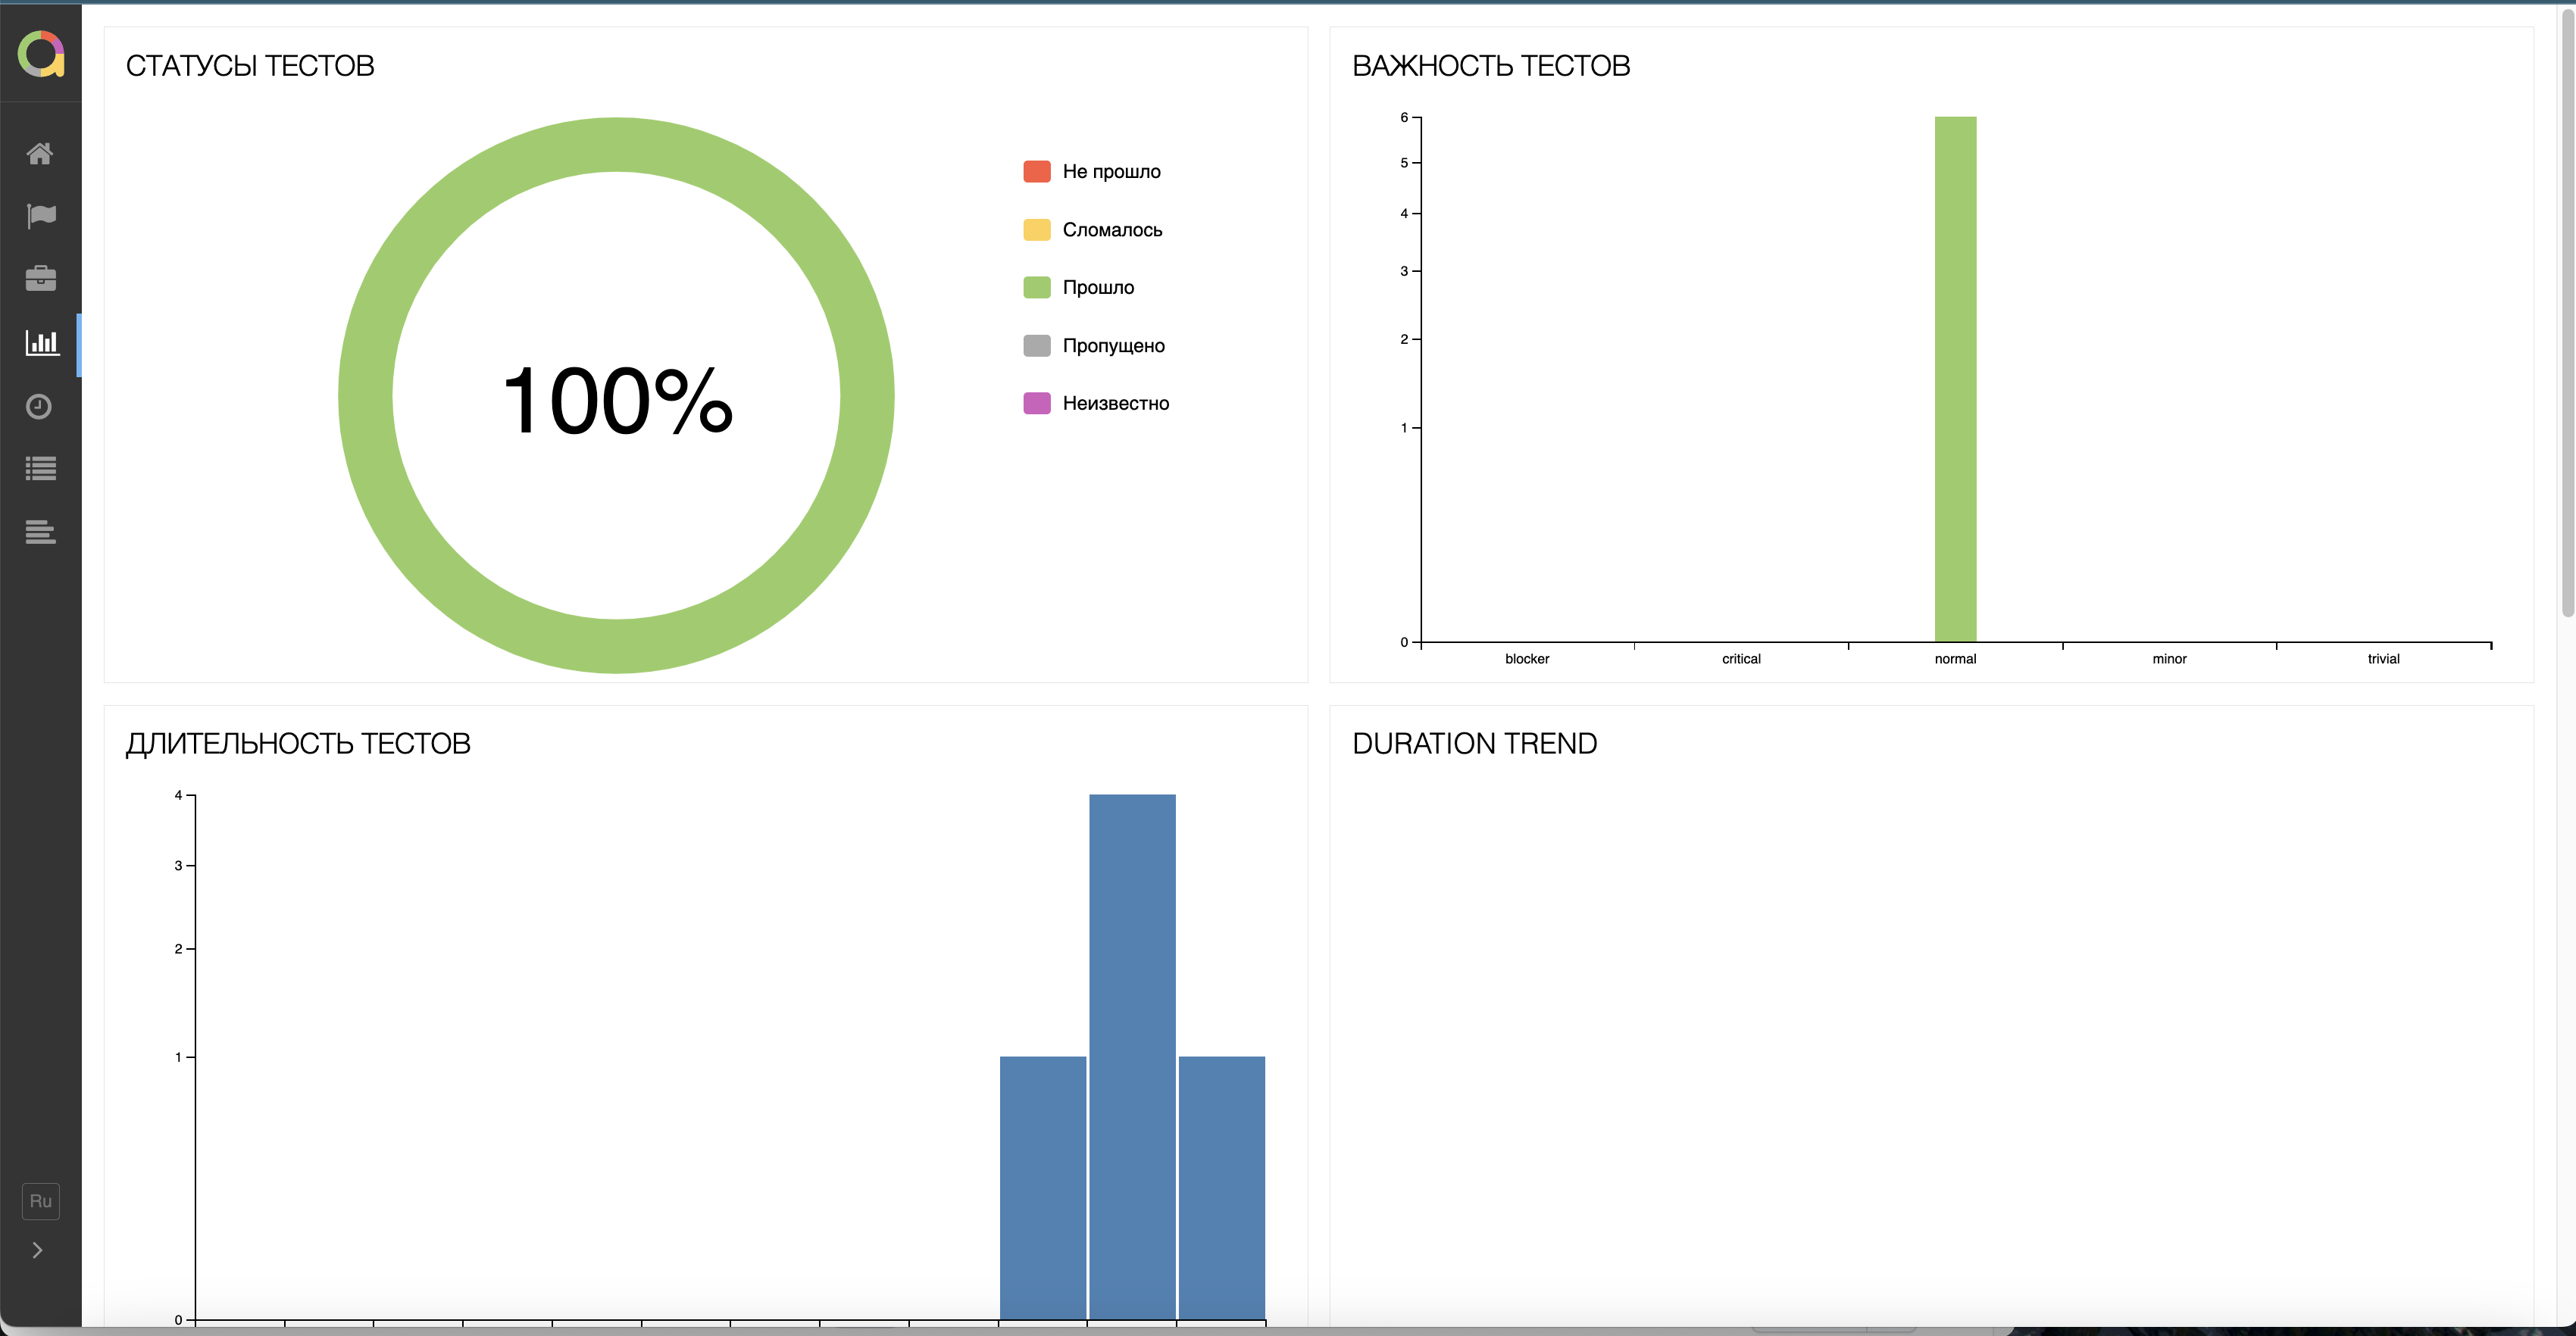 СТАТУСЫ ТЕСТОВ
100%
Не прошло
Сломалось
Прошло
Пропущено
Неизвестно
ВАЖНОСТЬ ТЕСТОВ
6
5
4
3
2
1
0
blocker critical normal minor trivial
ДЛИТЕЛЬНОСТЬ ТЕСТОВ
4
3
2
1
0
DURATION TREND
Ru